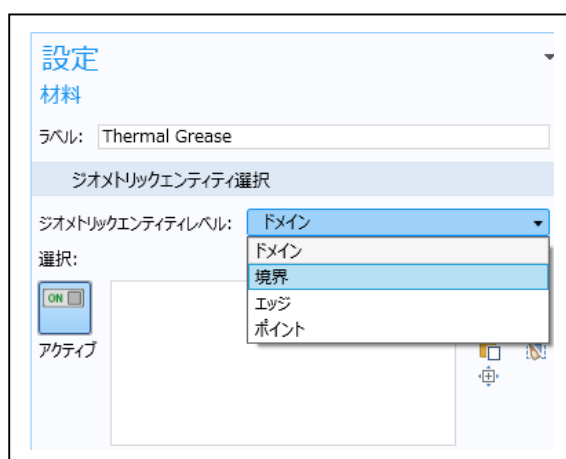 設定
材料
ラベル: Thermal Grease
ジオメトリックエンティティ選択
ジオメトリックエンティティレベル: ドメイン
ドメイン
選択:
境界
ON
エッジ
ポイント
アクティブ